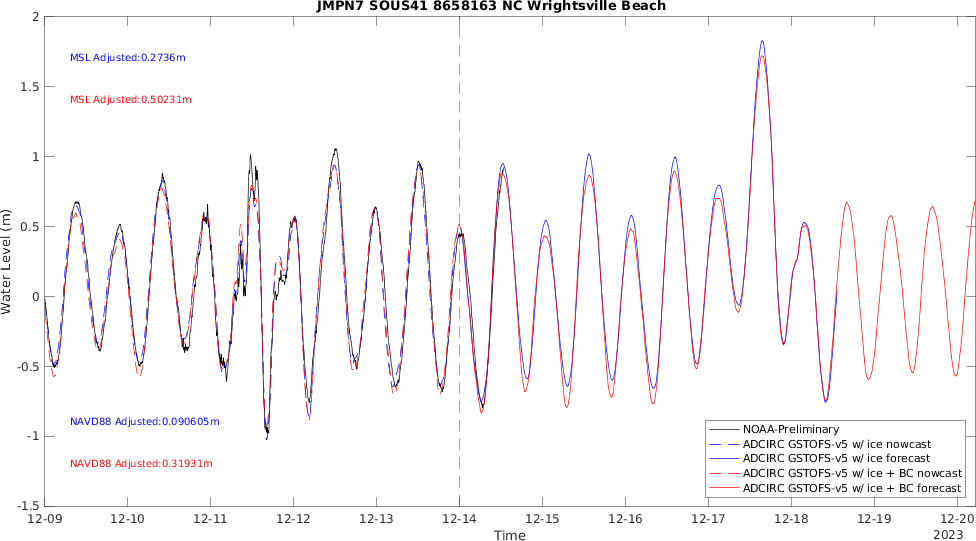 JMPN7 SOUS41 8658163 NC Wrightsville Beach
2
1.5
1
0.5
0
-0.5
-1
-1.5
Water Level (m)
MSL Adjusted:0.2736m
MSL Adjusted:0.50231m
NAVD88 Adjusted:0.090605m
NAVD88 Adjusted:0.31931m
NOAA-Preliminary
ADCIRC GSTOFS-v5 w/ ice nowcast
ADCIRC GSTOFS-v5 w/ ice forecast
ADCIRC GSTOFS-v5 w/ ice + BC nowcast
ADCIRC GSTOFS-v5 w/ ice + BC forecast
12-09 12-10 12-11 12-12 12-13 12-14 12-15 12-16 12-17 12-18 12-19 12-20
Time
2023